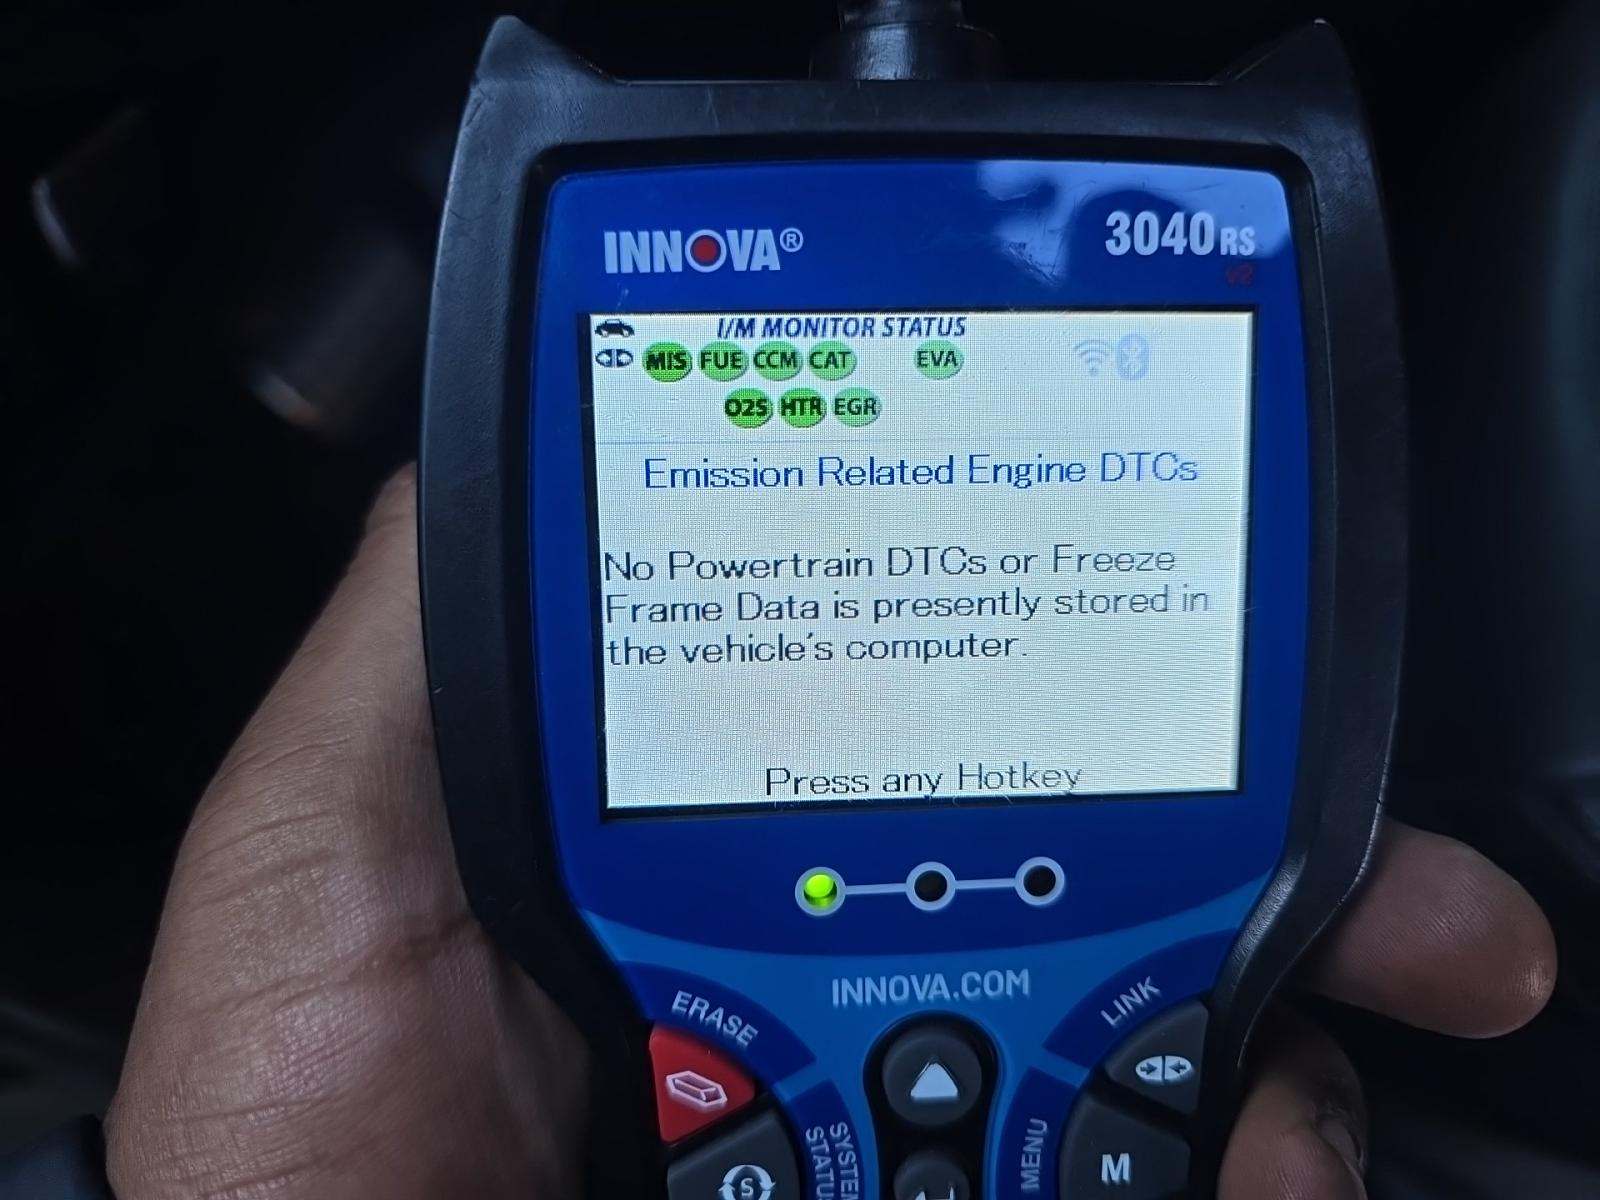 INNOVA®
3040RS
v2
I/M MONITOR STATUS
MIS FUE CCM CAT EVA
O2S HTR EGR
Emission Related Engine DTCs
No Powertrain DTCs or Freeze
Frame Data is presently stored in
the vehicle's computer.
Press any Hotkey
INNOVA.COM
ERASE
LINK
SYSTEM
STATUS
MENU
S
M